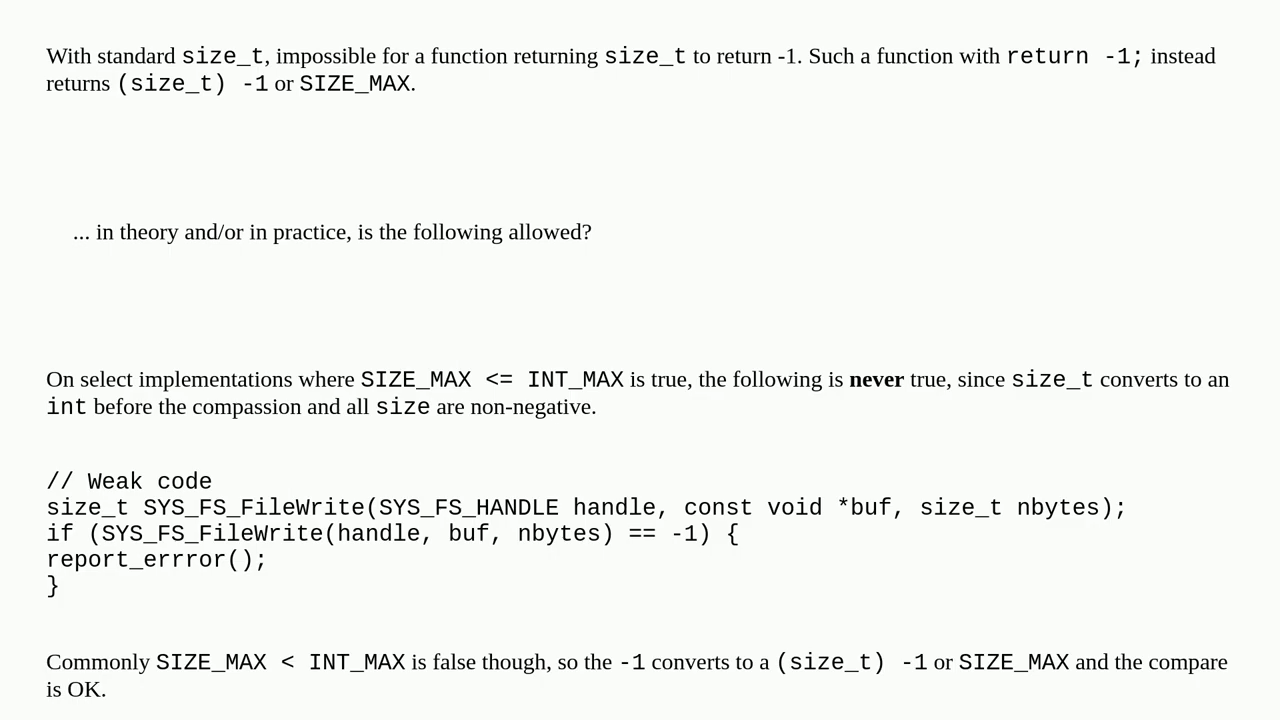 With standard size_t, impossible for a function returning size_t to return -1. Such a function with return -1; instead
returns (size_t) -1 or SIZE_MAX.
... in theory and/or in practice, is the following allowed?
On select implementations where SIZE_MAX <= INT_MAX is true, the following is never true, since size_t converts to an
int before the compassion and all size are non-negative.
// Weak code
size_t SYS_FS_FileWrite(SYS_FS_HANDLE handle, const void *buf, size_t nbytes);
if (SYS_FS_FileWrite(handle, buf, nbytes) == -1) {
report_errror();
}
Commonly SIZE_MAX < INT_MAX is false though, so the -1 converts to a (size_t) -1 or SIZE_MAX and the compare
is OK.